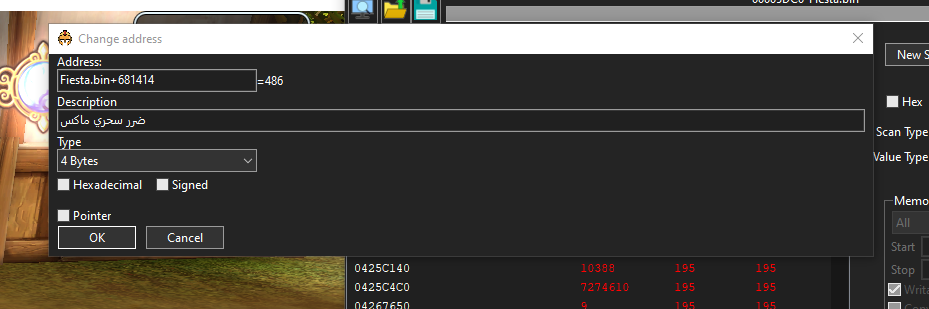 Change address
Address:
Fiesta.bin+681414
=486
Description
ضرر سحري ماكس
Type
4 Bytes
Hexadecimal
Signed
Pointer
OK
Cancel
New S
Hex
Scan Type
Value Type
Memo
All
Start
Stop
Writa
0425C140 10388 195 195
0425C4C0 7274610 195 195
04267650 9 195 195